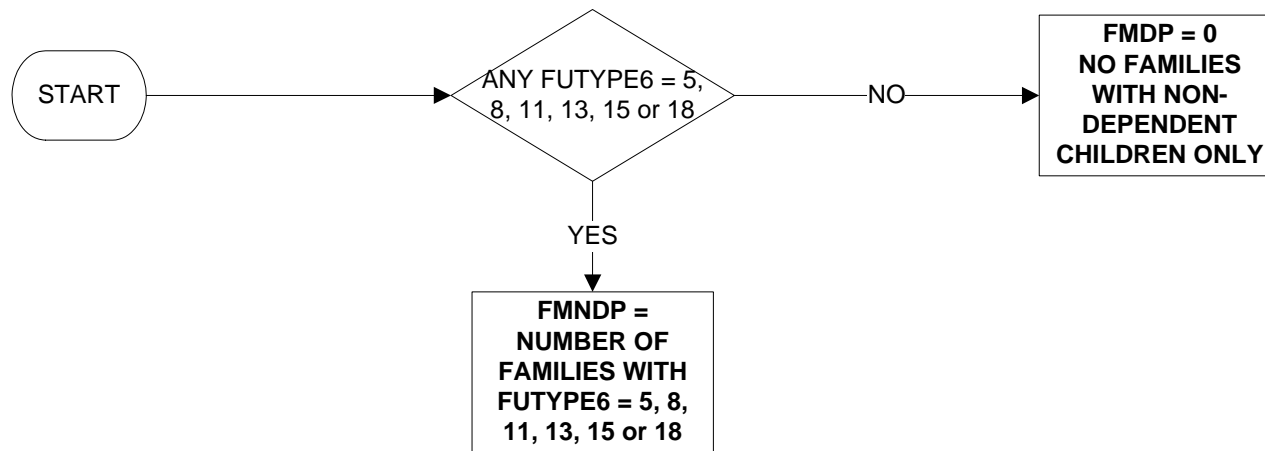 START
ANY FUTYPE6 = 5,
8, 11, 13, 15 or 18
NO
FMDP = 0
NO FAMILIES
WITH NON-
DEPENDENT
CHILDREN ONLY
YES
FMNDP =
NUMBER OF
FAMILIES WITH
FUTYPE6 = 5, 8,
11, 13, 15 or 18